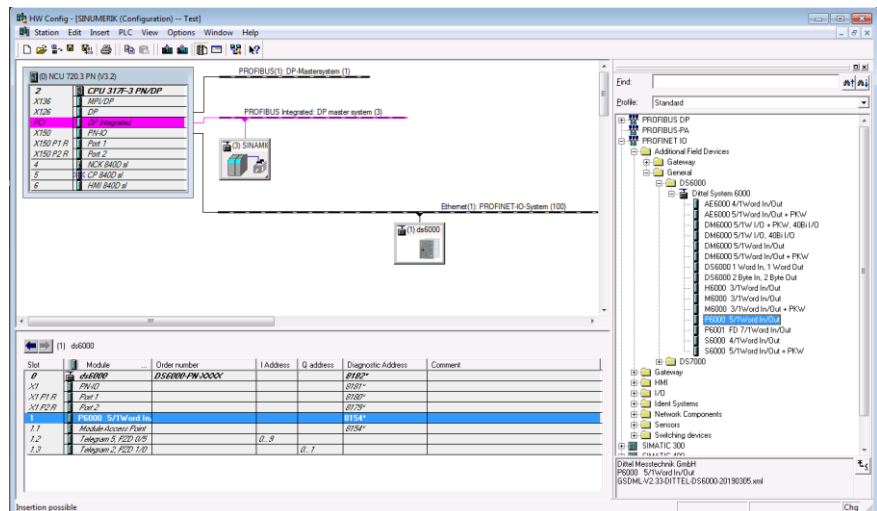 HW Config - [SINUMERIK (Configuration) -- Test]
Station Edit Insert PLC View Options Window Help
(0) NCU 720.3 PN (V3.2)
2 CPU 317F-3 PN/DP
X136 MPI/DP
X126 DP
PCI DP Integrated
X150 PN-IO
X150 P1 R Port 1
X150 P2 R Port 2
4 NCK 840D sl
5 CP 840D sl
6 HMI 840D sl
PROFIBUS(1): DP-Mastersystem (1)
PROFIBUS Integrated: DP master system (3)
(3) SINAMI
Ethernet(1): PROFINET-IO-System (100)
(1) ds6000
(1) ds6000
Slot Module ... Order number I Address Q address Diagnostic Address Comment
0 ds6000 DS6000-PN-XXXX 8182*
X1 PN-IO 8181*
X1 P1 R Port 1 8180*
X1 P2 R Port 2 8179*
1 P6000 5/1Word In 8154*
1.1 Module Access Point 8154*
1.2 Telegram 5, PZD 0/5 0...9
1.3 Telegram 2, PZD 1/0 0...1
Find:
Profile: Standard
PROFIBUS DP
PROFIBUS-PA
PROFINET IO
Additional Field Devices
Gateway
General
DS6000
Dittel System 6000
AE6000 4/1Word In/Out
AE6000 5/1Word In/Out + PKW
DM6000 5/1W I/O + PKW, 40Bi I/O
DM6000 5/1W I/O, 40Bi I/O
DM6000 5/1Word In/Out
DM6000 5/1Word In/Out + PKW
DS6000 1 Word In, 1 Word Out
DS6000 2 Byte In, 2 Byte Out
H6000 3/1Word In/Out
M6000 3/1Word In/Out
M6000 3/1Word In/Out + PKW
P6000 5/1Word In/Out
P6001 FD 7/1Word In/Out
S6000 4/1Word In/Out
S6000 5/1Word In/Out + PKW
DS7000
Gateway
HMI
I/O
Ident Systems
Network Components
Sensors
Switching devices
SIMATIC 300
SIMATIC 400
Dittel Messtechnik GmbH
P6000 5/1Word In/Out
GSDML-V2.33-DITTEL-DS6000-20190305.xml
Insertion possible
Chg